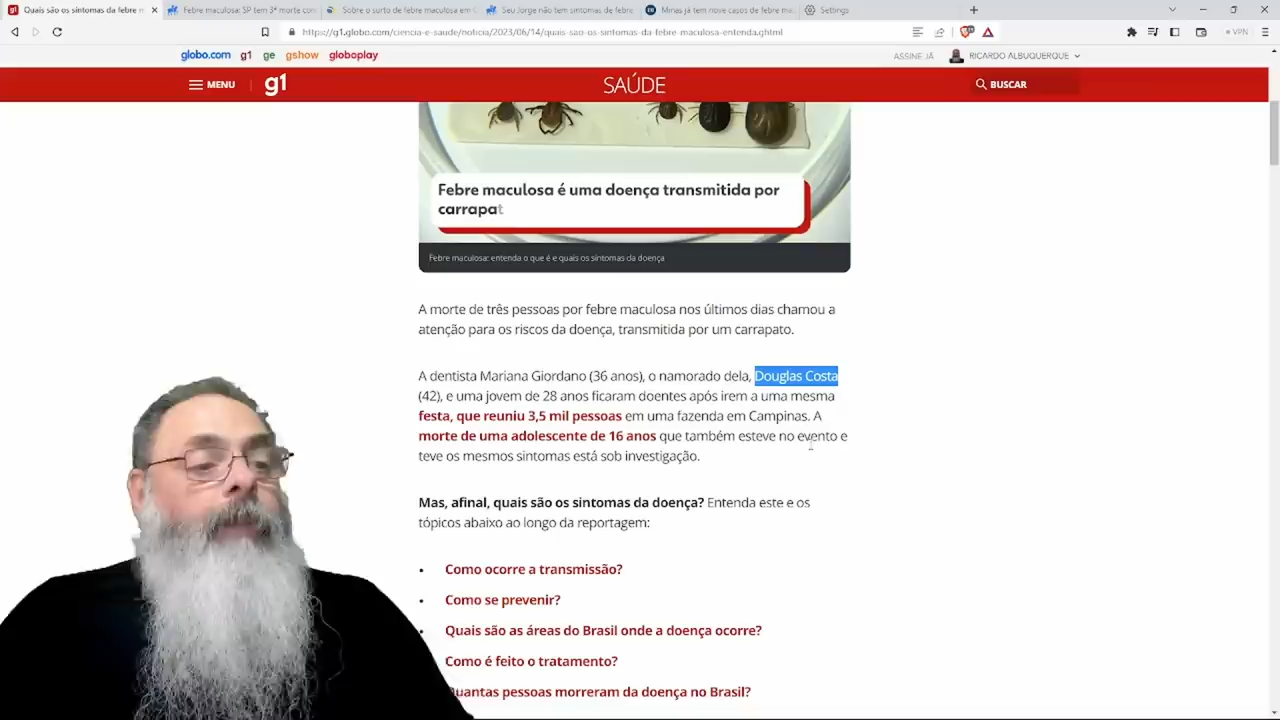 Quais são os sintomas da febre m
Febre maculosa: SP tem 3ª morte con
Sobre o surto de febre maculosa em C
Seu Jorge não tem sintomas de febre
Minas já tem nove casos de febre ma
Settings
https://g1.globo.com/ciencia-e-saude/noticia/2023/06/14/quais-sao-os-sintomas-da-febre-maculosa-entenda.ghtml
VPN
globo.com g1 ge gshow globoplay
ASSINE JÁ
RICARDO ALBUQUERQUE
MENU
g1
SAÚDE
BUSCAR
Febre maculosa é uma doença transmitida por
carrapat
Febre maculosa: entenda o que é e quais os sintomas da doença
A morte de três pessoas por febre maculosa nos últimos dias chamou a
atenção para os riscos da doença, transmitida por um carrapato.
A dentista Mariana Giordano (36 anos), o namorado dela, Douglas Costa
(42), e uma jovem de 28 anos ficaram doentes após irem a uma mesma
festa, que reuniu 3,5 mil pessoas em uma fazenda em Campinas. A
morte de uma adolescente de 16 anos que também esteve no evento e
teve os mesmos sintomas está sob investigação.
Mas, afinal, quais são os sintomas da doença? Entenda este e os
tópicos abaixo ao longo da reportagem:
Como ocorre a transmissão?
Como se prevenir?
Quais são as áreas do Brasil onde a doença ocorre?
Como é feito o tratamento?
Quantas pessoas morreram da doença no Brasil?